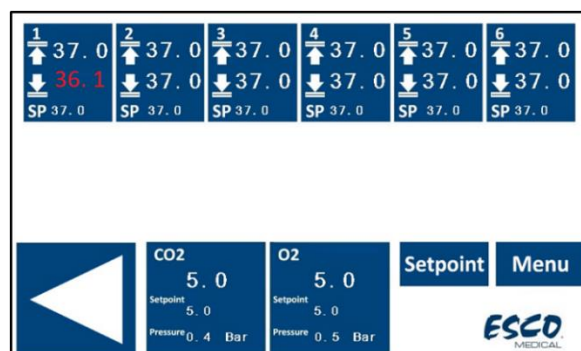 1 2 3 4 5 6
37.0 37.0 37.0 37.0 37.0 37.0
36.1 37.0 37.0 37.0 37.0 37.0
SP 37.0 SP 37.0 SP 37.0 SP 37.0 SP 37.0 SP 37.0
CO2 O2 Setpoint Menu
5.0 5.0
Setpoint Setpoint
5.0 5.0
Pressure 0.4 Bar Pressure 0.5 Bar
ESCO
MEDICAL